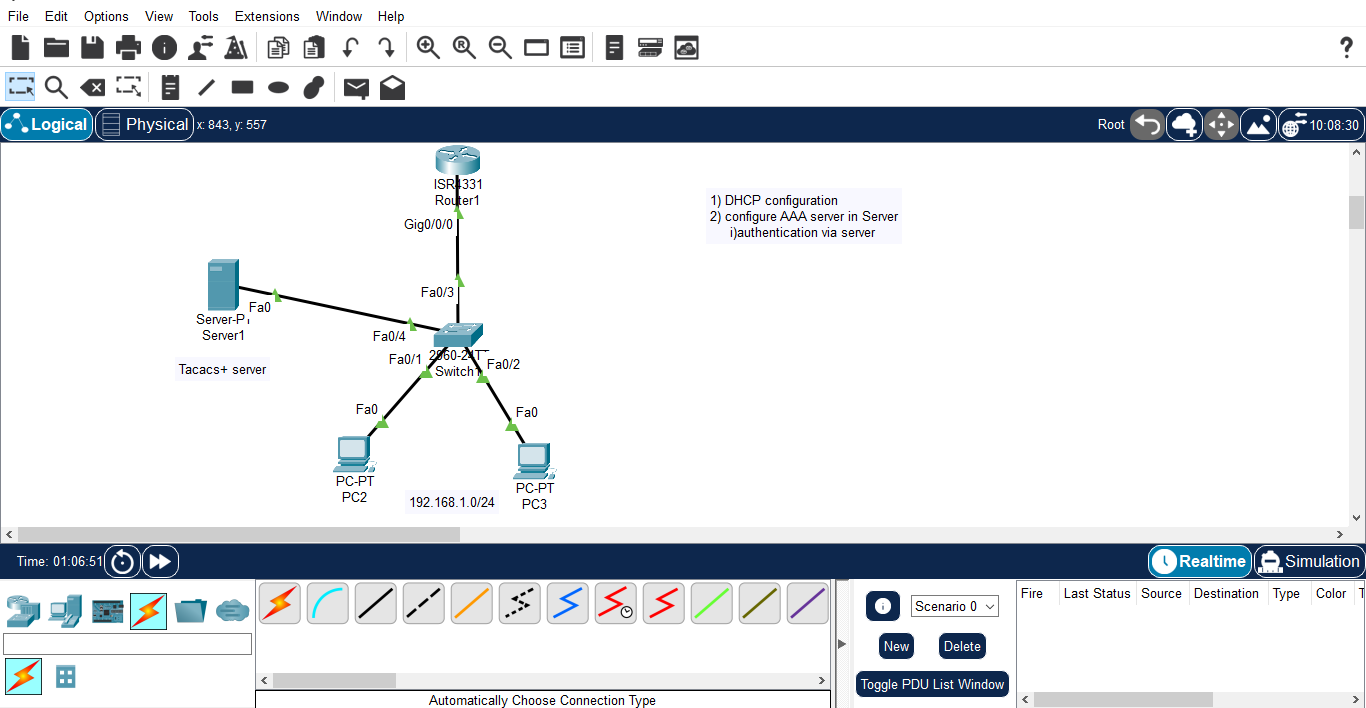 File Edit Options View Tools Extensions Window Help
?
Logical Physical x: 843, y: 557 Root 10:08:30
ISR4331
Router1
Gig0/0/0
1) DHCP configuration
2) configure AAA server in Server
i)authentication via server
Fa0/3
Fa0
Server-P
Server1
Fa0/4
2960-24TT
Switch1
Fa0/1
Fa0/2
Tacacs+ server
Fa0
Fa0
PC-PT
PC2
192.168.1.0/24
PC-PT
PC3
Time: 01:06:51 Realtime Simulation
Scenario 0
New Delete
Toggle PDU List Window
Fire Last Status Source Destination Type Color T
Automatically Choose Connection Type